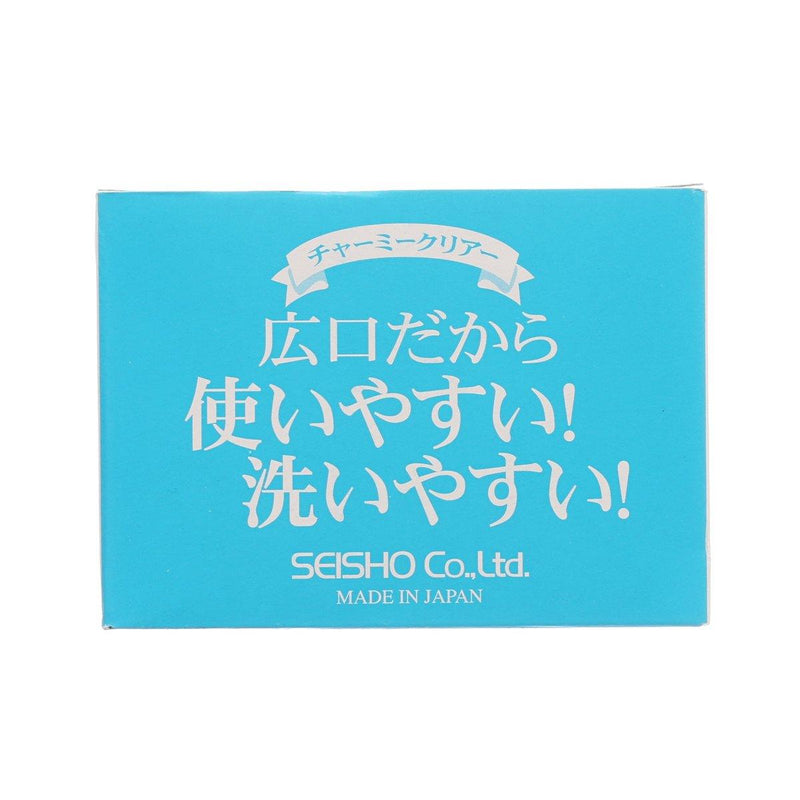 チャーミークリアー
広口だから
使いやすい!
洗いやすい!
SEISHO Co.,Ltd.
MADE IN JAPAN